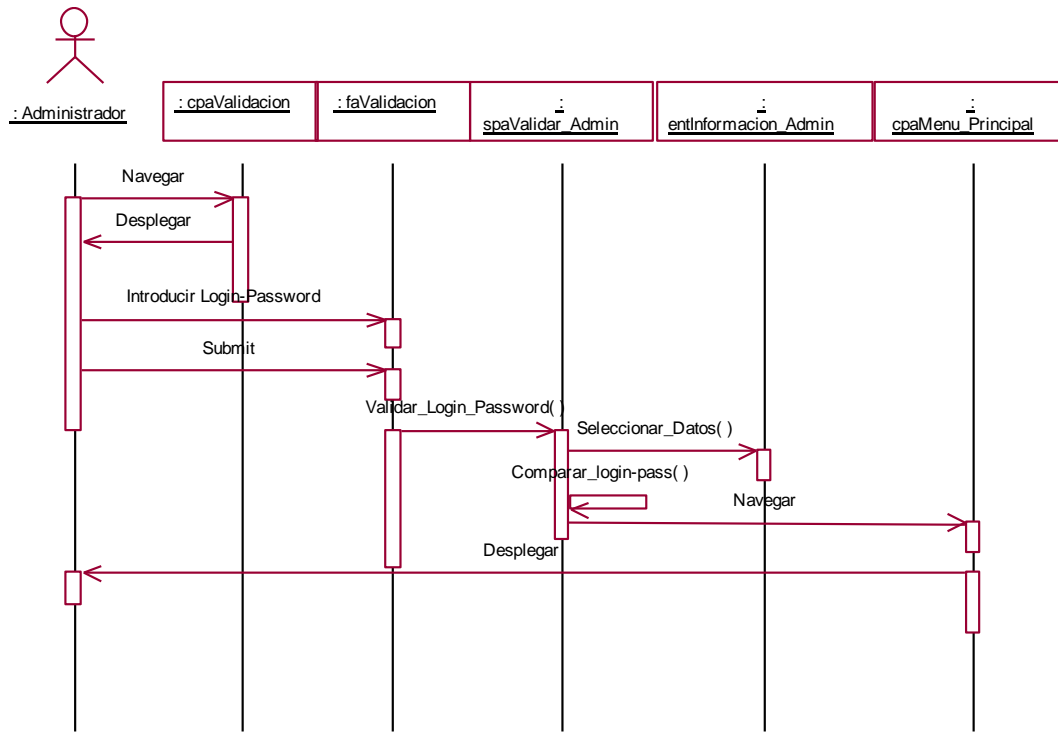 : Administrador
: cpaValidacion
: faValidacion
:
spaValidar_Admin
:
entInformacion_Admin
:
cpaMenu_Principal
Navegar
Desplegar
Introducir Login-Password
Submit
Validar_Login_Password( )
Seleccionar_Datos( )
Comparar_login-pass( )
Navegar
Desplegar